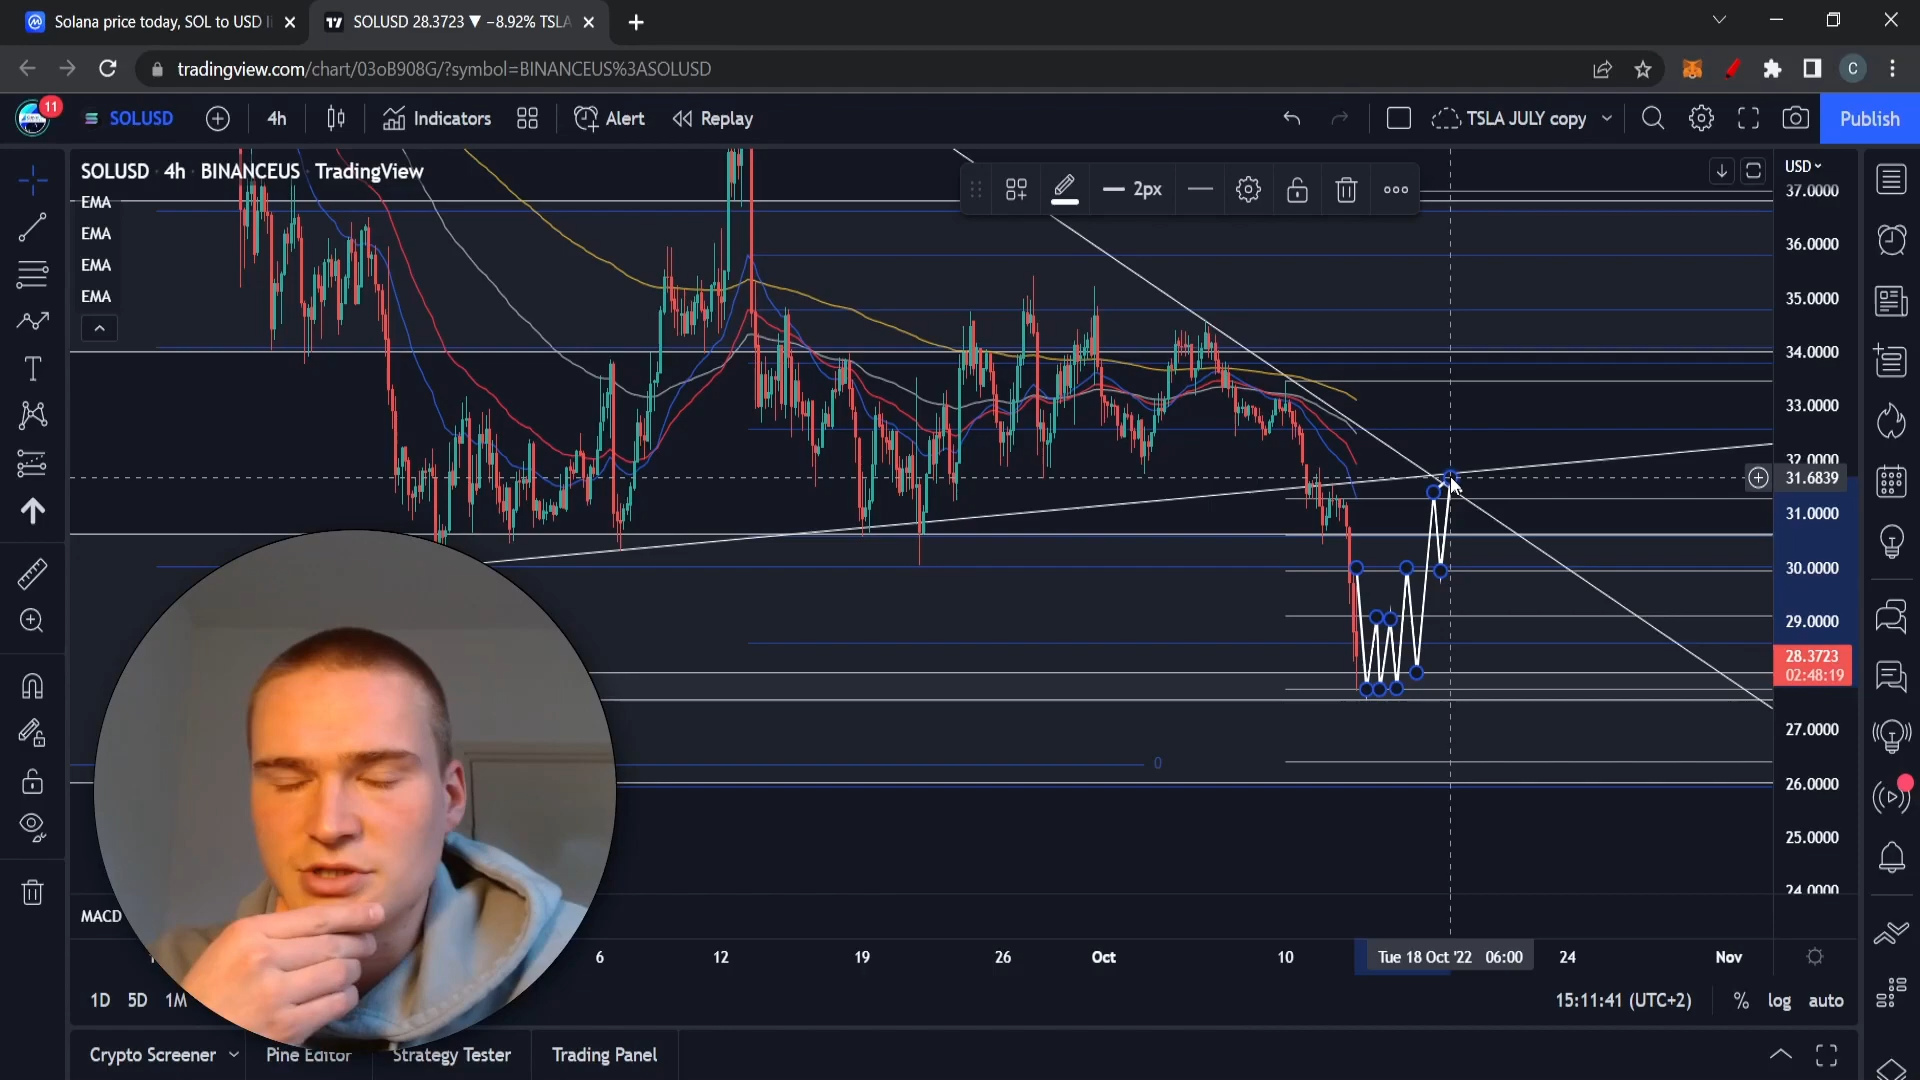 Solana price today, SOL to USD l
SOLUSD 28.3723 ▼ −8.92% TSLA
tradingview.com/chart/03oB908G/?symbol=BINANCEUS%3ASOLUSD
C
11
SOLUSD
4h
Indicators
Alert
Replay
TSLA JULY copy
Publish
SOLUSD · 4h · BINANCEUS · TradingView
2px
USD
EMA
EMA
EMA
EMA
37.0000
36.0000
35.0000
34.0000
33.0000
32.0000
31.6839
31.0000
30.0000
29.0000
28.3723
02:48:19
27.0000
26.0000
25.0000
24.0000
0
MACD
6
12
19
26
Oct
10
Tue 18 Oct '22 06:00
24
Nov
1D
5D
1M
15:11:41 (UTC+2)
%
log
auto
Crypto Screener
Pine Editor
Strategy Tester
Trading Panel